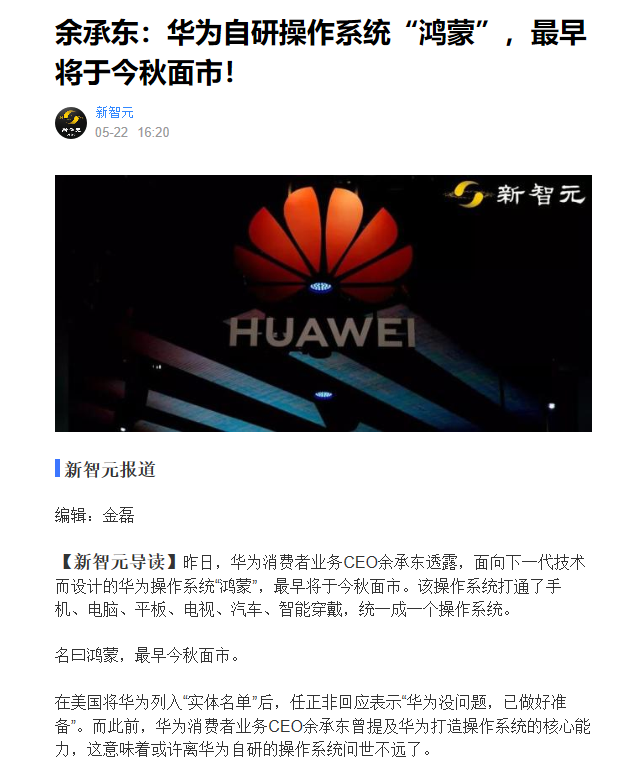 余承东：华为自研操作系统“鸿蒙”，最早
将于今秋面市！
新智元
05-22 16:20
新智元
HUAWEI
新智元报道
编辑：金磊
【新智元导读】昨日，华为消费者业务CEO余承东透露，面向下一代技术
而设计的华为操作系统“鸿蒙”，最早将于今秋面市。该操作系统打通了手
机、电脑、平板、电视、汽车、智能穿戴，统一成一个操作系统。
名曰鸿蒙，最早今秋面市。
在美国将华为列入“实体名单”后，任正非回应表示“华为没问题，已做好准
备”。而此前，华为消费者业务CEO余承东曾提及华为打造操作系统的核心能
力，这意味着或许离华为自研的操作系统问世不远了。